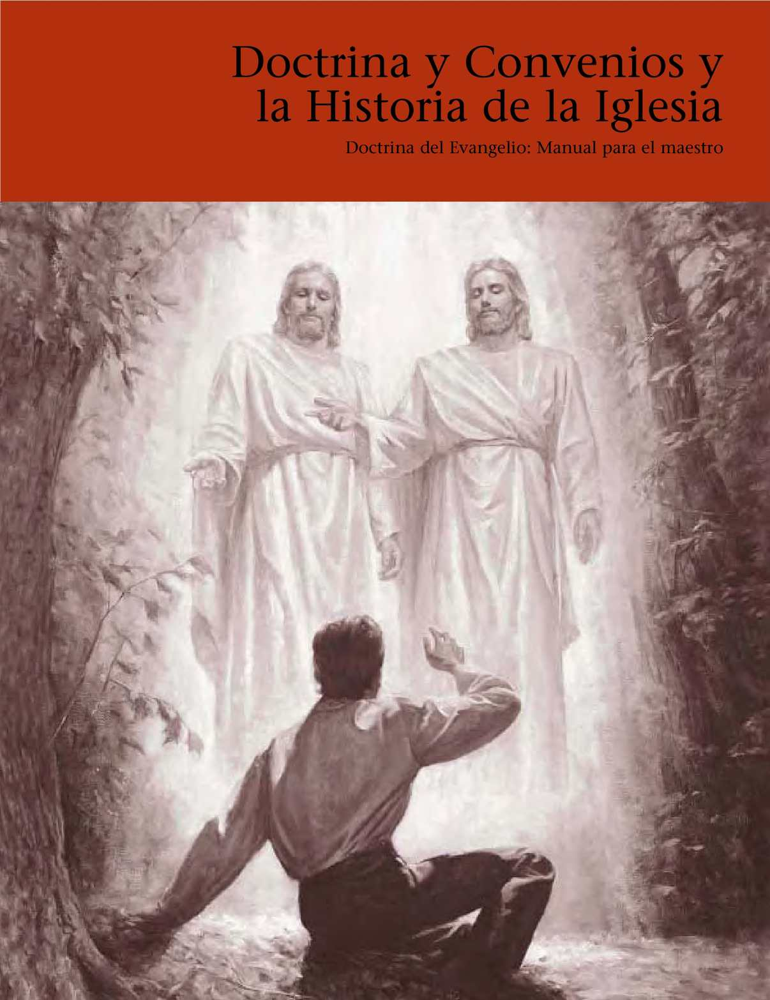 Doctrina y Convenios y
la Historia de la Iglesia
Doctrina del Evangelio: Manual para el maestro